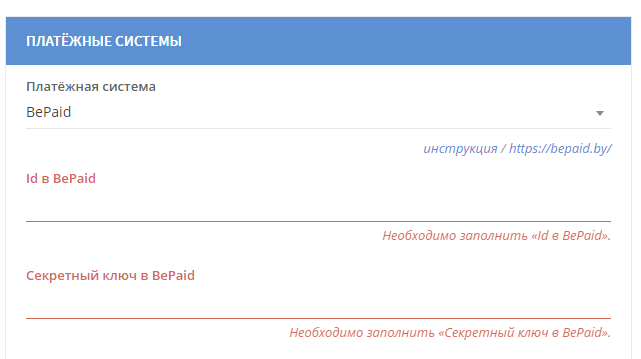 ПЛАТЁЖНЫЕ СИСТЕМЫ
Платёжная система
BePaid
инструкция / https://bepaid.by/
Id в BePaid
Необходимо заполнить «Id в BePaid».
Секретный ключ в BePaid
Необходимо заполнить «Секретный ключ в BePaid».